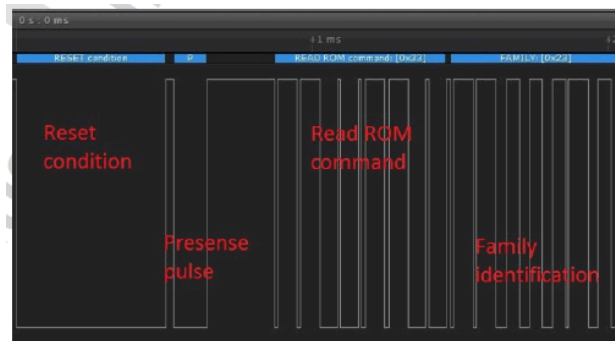 0 s : 0 ms
+1 ms
RESET condition P READ ROM command: [0x33] FAMILY: [0x23]
Reset
condition
Read ROM
command
Presense
pulse
Family
identification